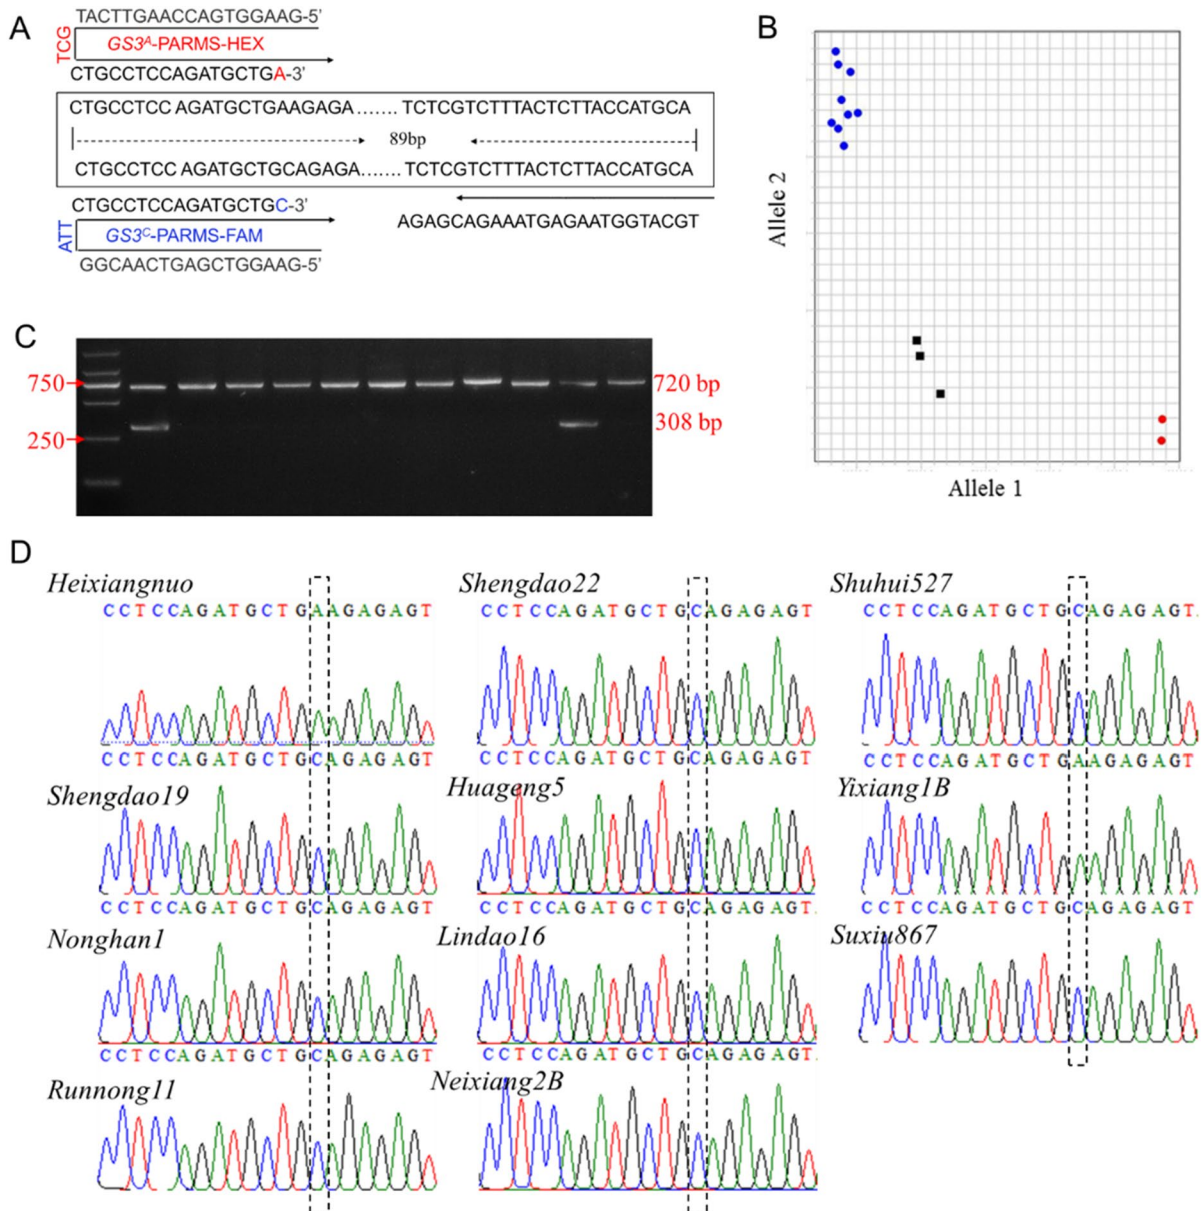 A
TACTTGAACCAGTGGAAG-5'
TCG
GS3A-PARMS-HEX
CTGCCTCCAGATGCTGA-3'
CTGCCTCC AGATGCTGAAGAGA.......TCTCGTCTTTACTCTTACCATGCA
89bp
CTGCCTCC AGATGCTGCAGAGA.......TCTCGTCTTTACTCTTACCATGCA
CTGCCTCCAGATGCTGC-3'
AGAGCAGAAATGAGAATGGTACGT
ATT
GS3C-PARMS-FAM
GGCAACTGAGCTGGAAG-5'
B
Allele 2
Allele 1
C
750
250
720 bp
308 bp
D
Heixiangnuo
CCTCCAGATGCTGAAGAGAGT
Shengdao22
CCTCCAGATGCTGCAGAGAGT
Shuhui527
CCTCCAGATGCTGCAGAGAGT
CCTCCAGATGCTGCAGAGAGT
Shengdao19
CCTCCAGATGCTGCAGAGAGT
Huageng5
CCTCCAGATGCTGAAGAGAGT
Yixiang1B
CCTCCAGATGCTGCAGAGAGT
Nonghan1
CCTCCAGATGCTGCAGAGAGT
Lindao16
CCTCCAGATGCTGCAGAGAGT
Suxiu867
CCTCCAGATGCTGCAGAGAGT
Runnong11
CCTCCAGATGCTGCAGAGAGT
Neixiang2B